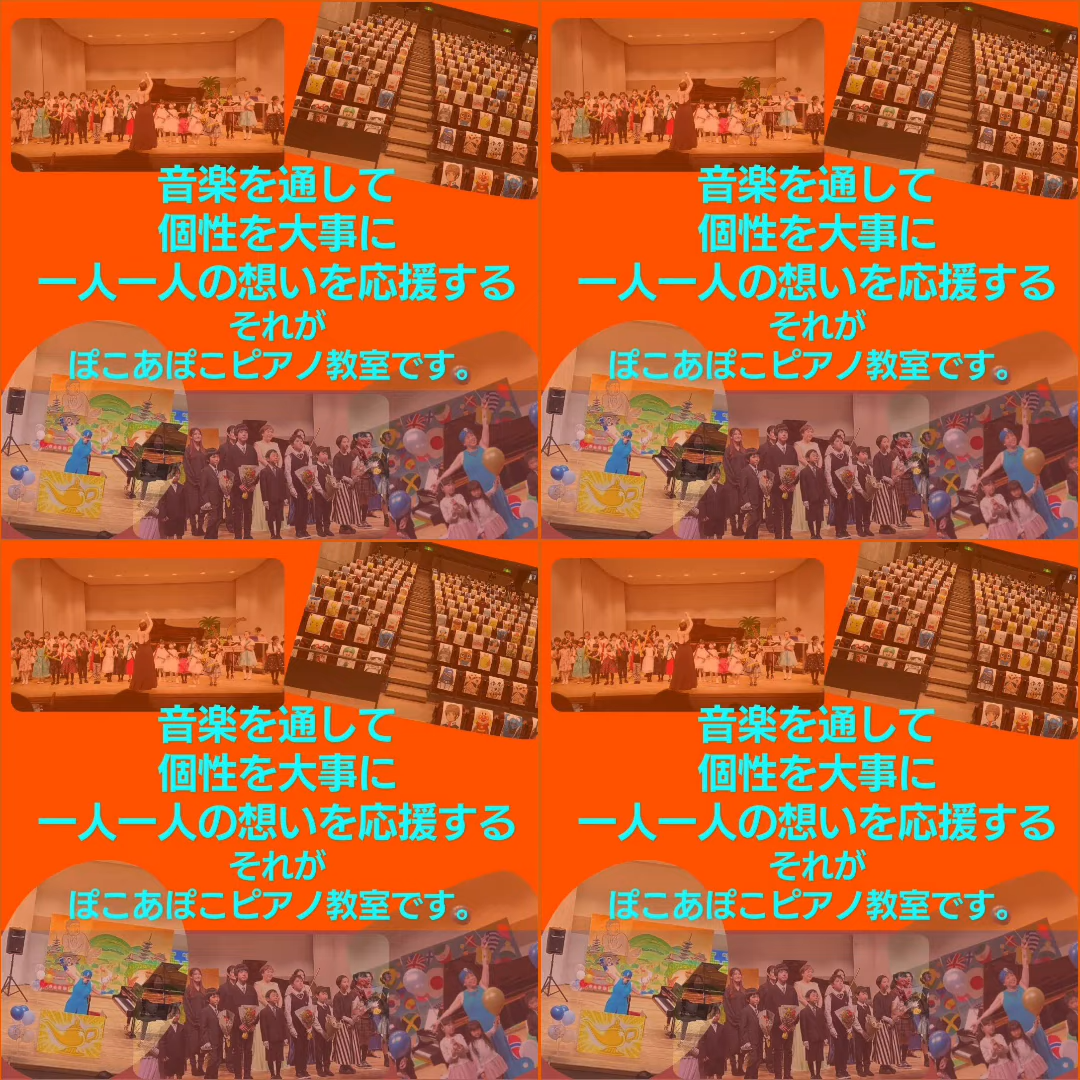 音楽を通して
個性を大事に
一人一人の想いを応援する
それが
ぽこあぽこピアノ教室です。
音楽を通して
個性を大事に
一人一人の想いを応援する
それが
ぽこあぽこピアノ教室です。
音楽を通して
個性を大事に
一人一人の想いを応援する
それが
ぽこあぽこピアノ教室です。
音楽を通して
個性を大事に
一人一人の想いを応援する
それが
ぽこあぽこピアノ教室です。